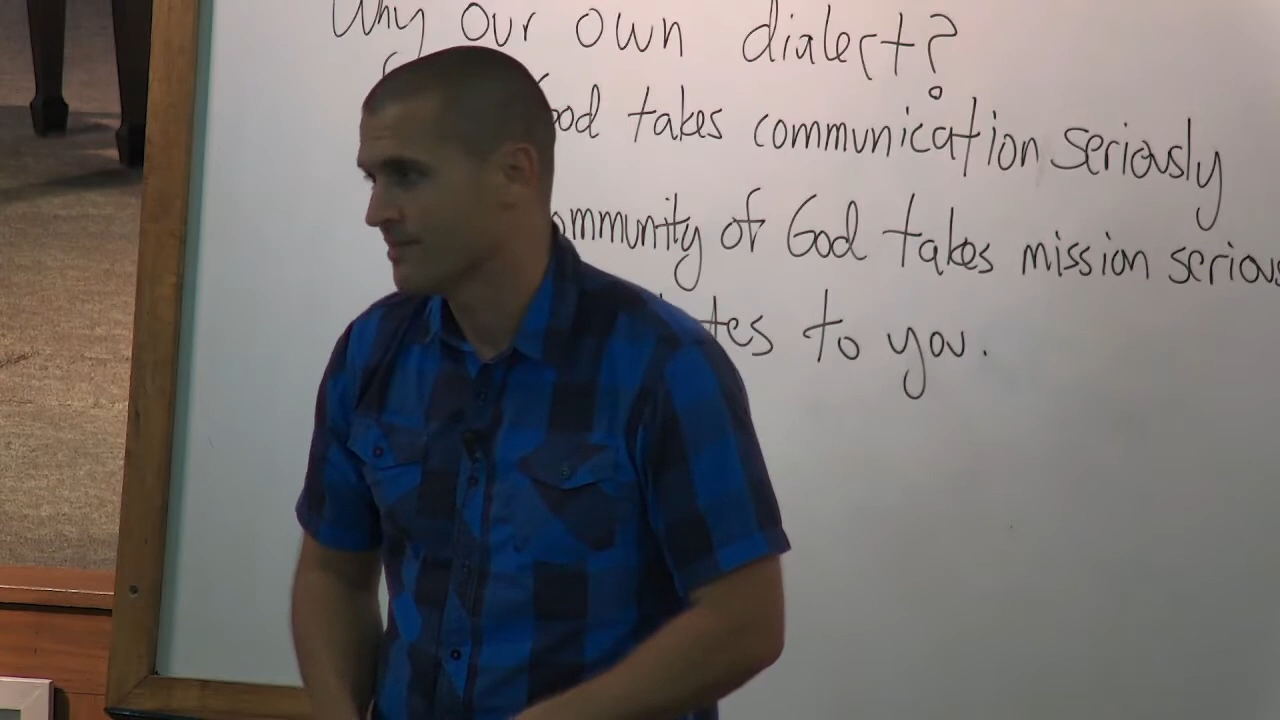 Why our own dialect?
God takes communication seriously
ommunity of God takes mission serious
tes to you.